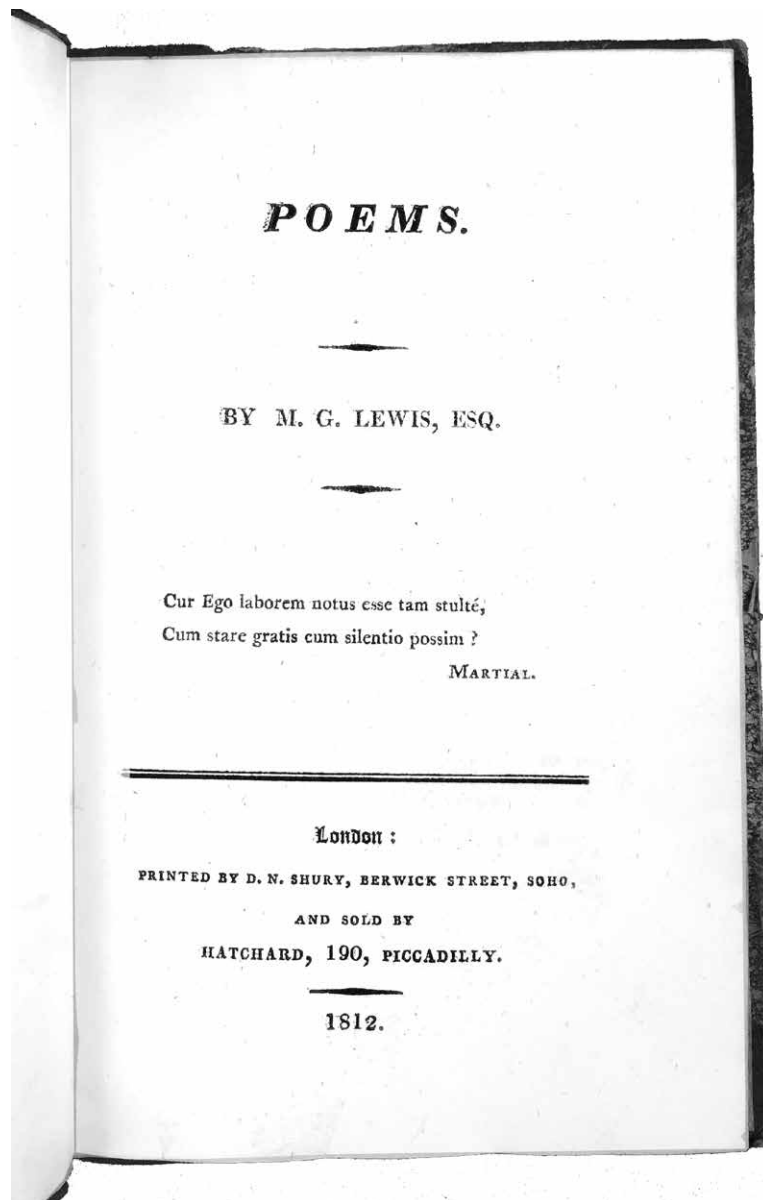 POEMS.
BY M. G. LEWIS, ESQ.
Cur Ego laborem notus esse tam stulté,
Cum stare gratis cum silentio possim ?
MARTIAL.
London :
PRINTED BY D. N. SHURY, BERWICK STREET, SOHO,
AND SOLD BY
HATCHARD, 190, PICCADILLY.
1812.